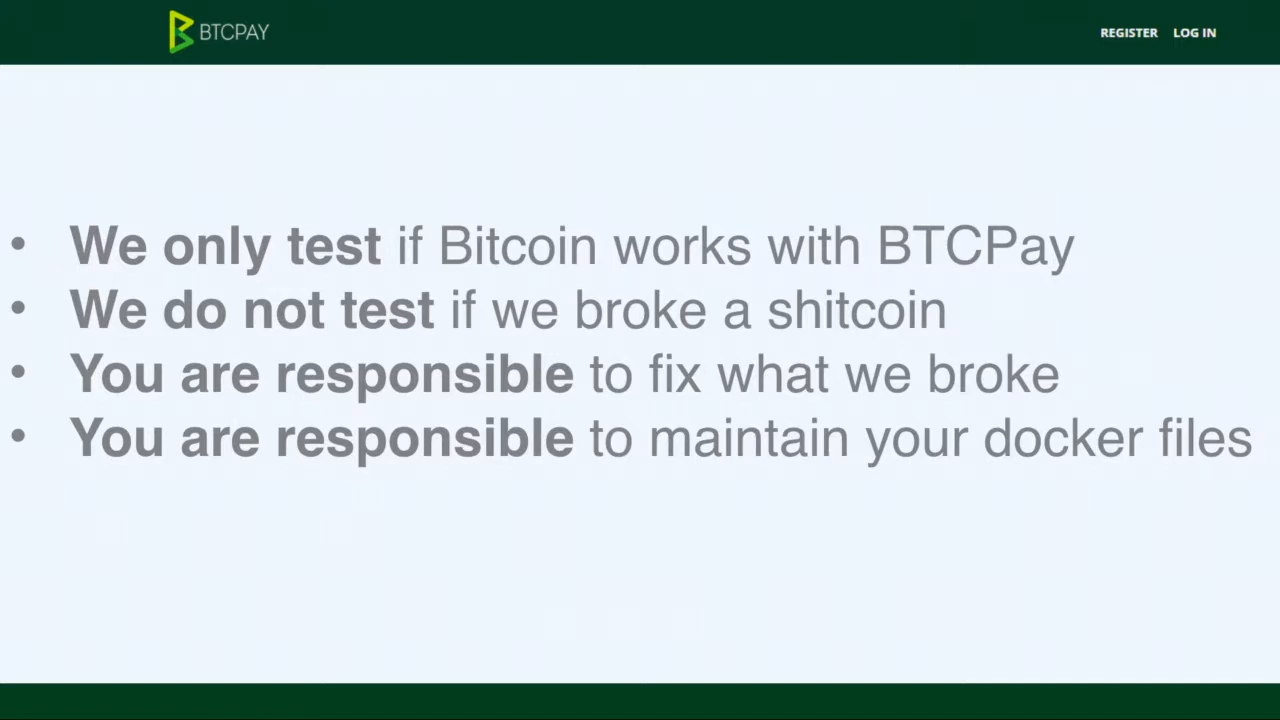 BTCPAY
REGISTER LOG IN
• We only test if Bitcoin works with BTCPay
• We do not test if we broke a shitcoin
• You are responsible to fix what we broke
• You are responsible to maintain your docker files